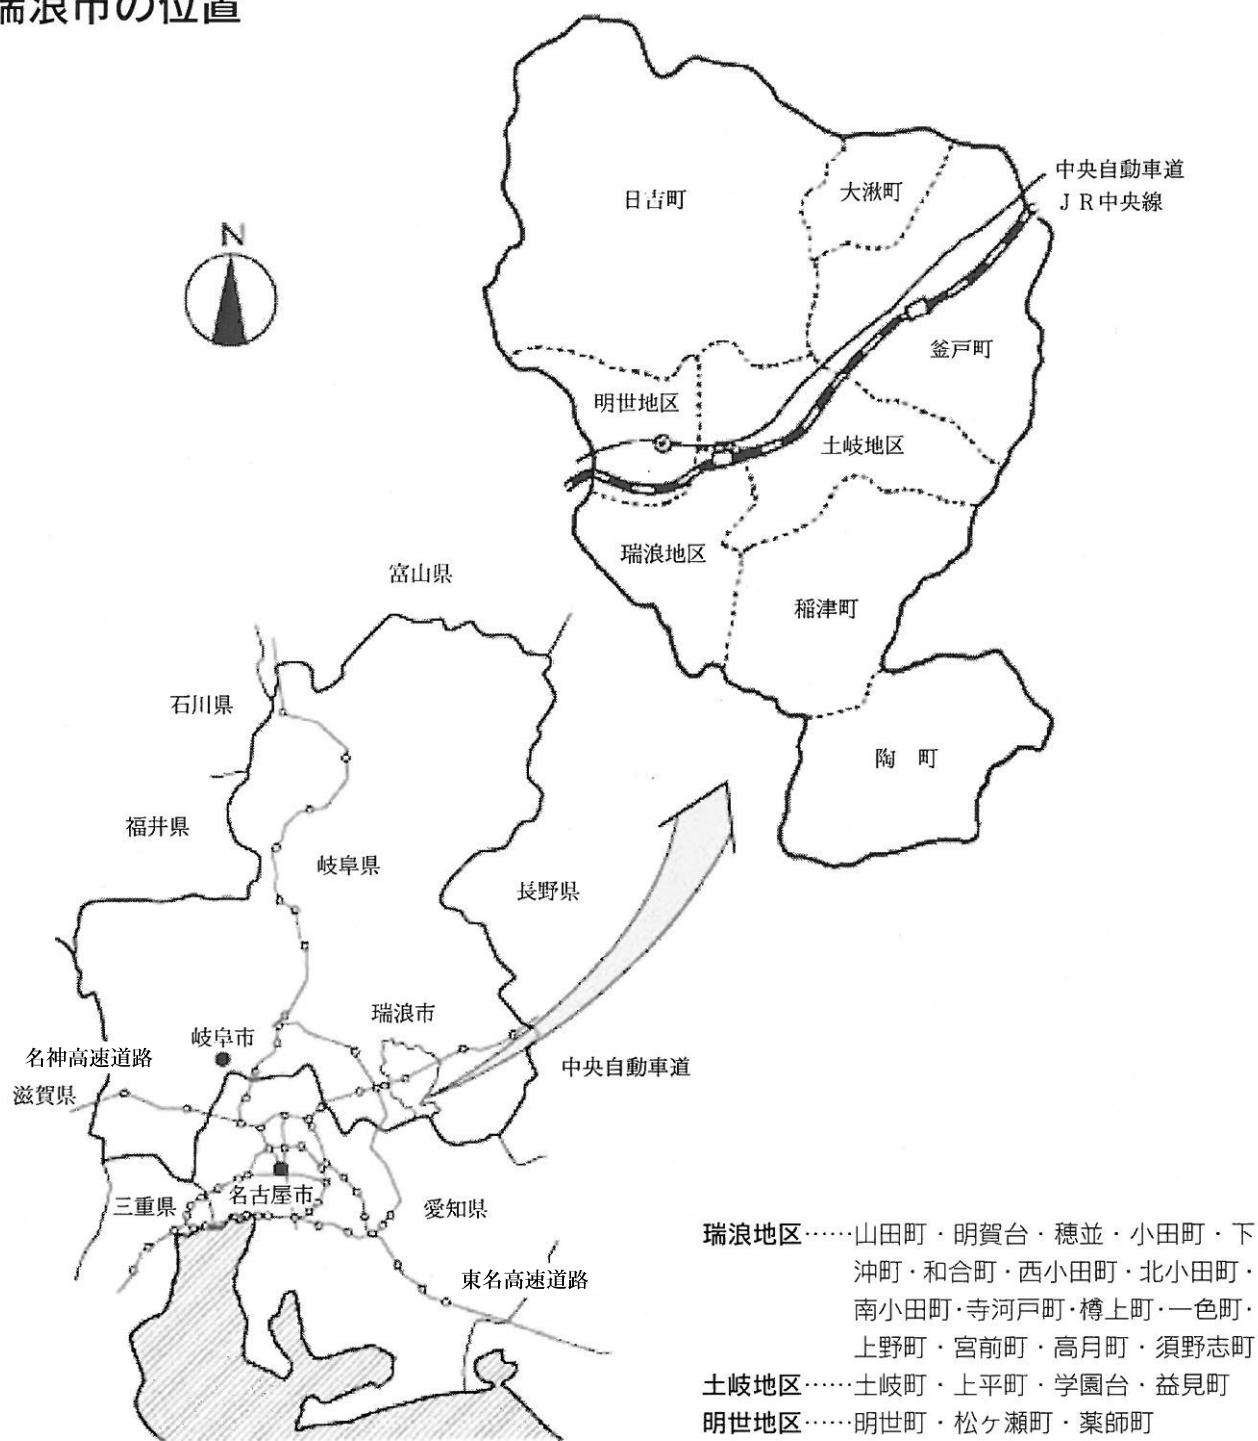 瑞浪市の位置
N
日吉町
大湫町
中央自動車道
JR中央線
釜戸町
明世地区
土岐地区
瑞浪地区
稲津町
陶 町
富山県
石川県
福井県
岐阜県
長野県
瑞浪市
岐阜市
名神高速道路
滋賀県
中央自動車道
三重県
名古屋市
愛知県
東名高速道路
瑞浪地区……山田町・明賀台・穂並・小田町・下
沖町・和合町・西小田町・北小田町・
南小田町・寺河戸町・樽上町・一色町・
上野町・宮前町・高月町・須野志町
土岐地区……土岐町・上平町・学園台・益見町
明世地区……明世町・松ヶ瀬町・薬師町